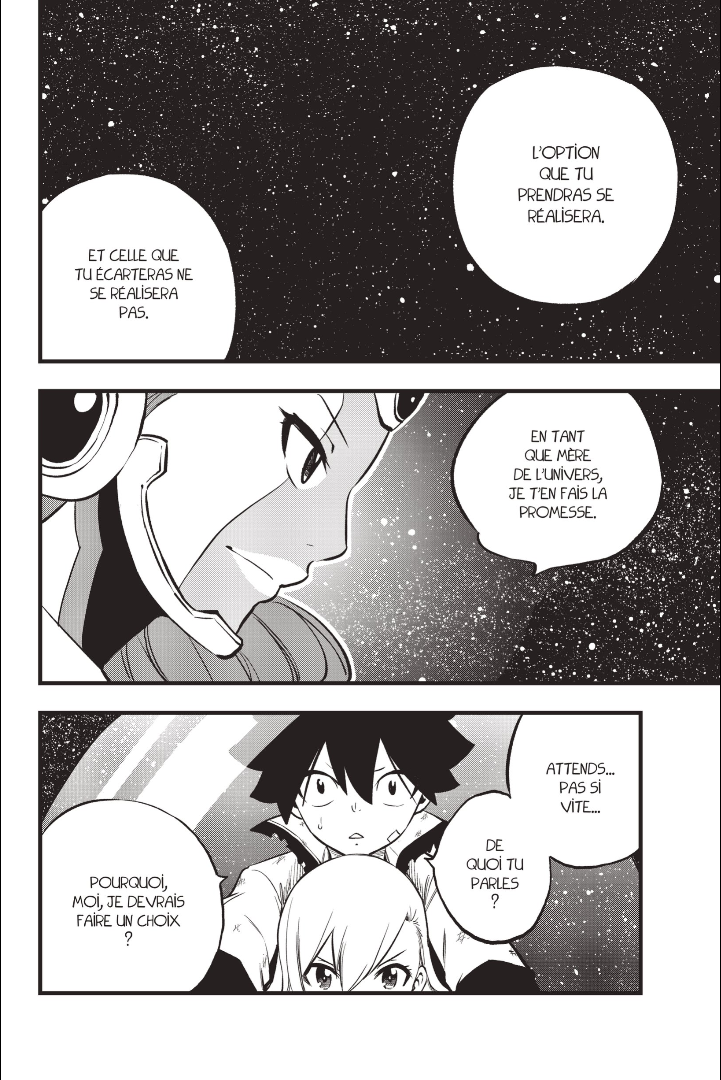 L'OPTION
QUE TU
PRENDRAS SE
RÉALISERA.
ET CELLE QUE
TU ÉCARTERAS NE
SE RÉALISERA
PAS.
EN TANT
QUE MÈRE
DE L'UNIVERS,
JE T'EN FAIS LA
PROMESSE.
ATTENDS...
PAS SI
VITE...
DE
QUOI TU
PARLES
?
POURQUOI,
MOI, JE DEVRAIS
FAIRE UN CHOIX
?